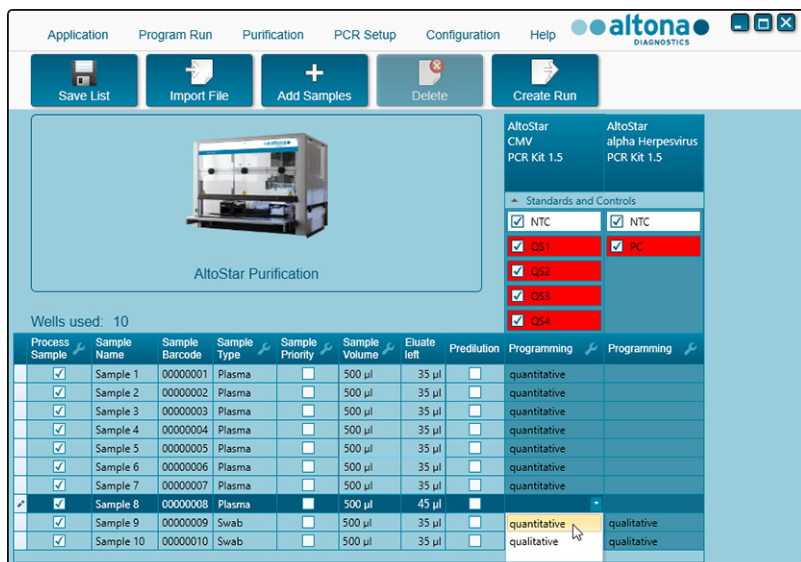 Application Program Run Purification PCR Setup Configuration Help altona
DIAGNOSTICS
Save List Import File Add Samples Delete Create Run
AltoStar AltoStar
CMV alpha Herpesvirus
PCR Kit 1.5 PCR Kit 1.5
Standards and Controls
NTC NTC
QS1 PC
QS2
QS3
QS4
AltoStar Purification
Wells used: 10
Process Sample Sample Sample Sample Sample Eluate Predilution Programming Programming
Sample Name Barcode Type Priority Volume left
Sample 1 00000001 Plasma 500 µl 35 µl quantitative
Sample 2 00000002 Plasma 500 µl 35 µl quantitative
Sample 3 00000003 Plasma 500 µl 35 µl quantitative
Sample 4 00000004 Plasma 500 µl 35 µl quantitative
Sample 5 00000005 Plasma 500 µl 35 µl quantitative
Sample 6 00000006 Plasma 500 µl 35 µl quantitative
Sample 7 00000007 Plasma 500 µl 35 µl quantitative
Sample 8 00000008 Plasma 500 µl 45 µl
Sample 9 00000009 Swab 500 µl 35 µl quantitative qualitative
Sample 10 00000010 Swab 500 µl 35 µl qualitative qualitative